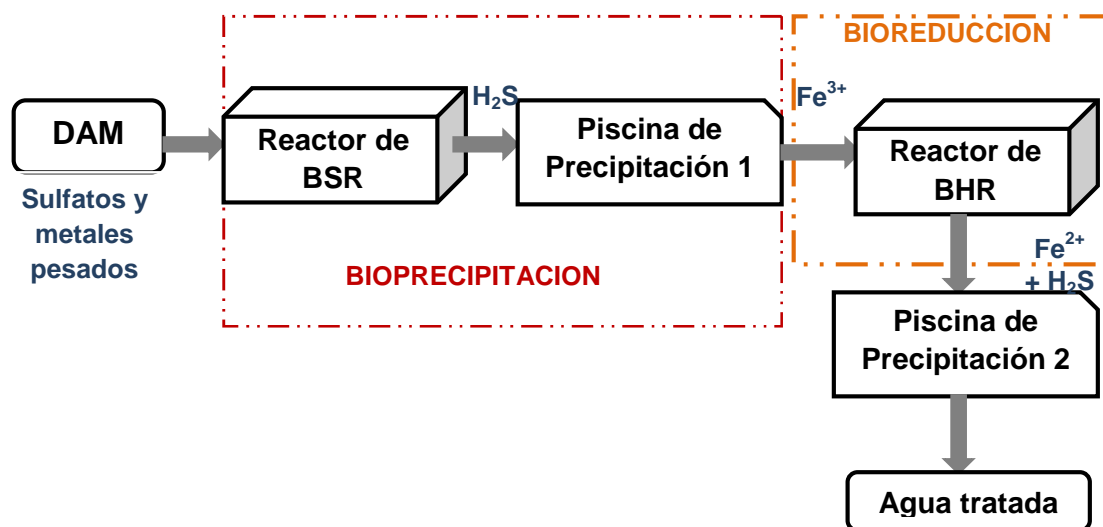 DAM
Sulfatos y
metales
pesados
Reactor de
BSR
H₂S
Piscina de
Precipitación 1
BIOPRECIPITACION
BIOREDUCCION
Fe³⁺
Reactor de
BHR
Fe²⁺
+ H₂S
Piscina de
Precipitación 2
Agua tratada